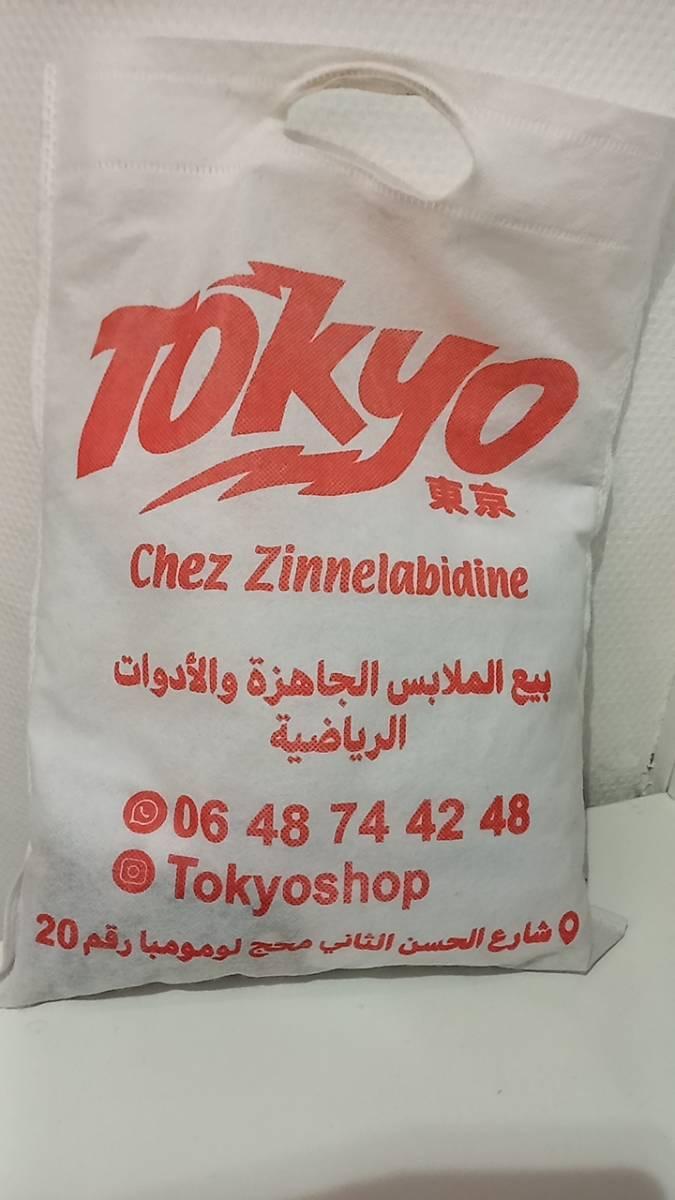 Tokyo
東京
Chez Zinnelabidine
بيع الملابس الجاهزة والأدوات
الرياضية
06 48 74 42 48
Tokyoshop
شارع الحسن الثاني محج لومومبا رقم 20